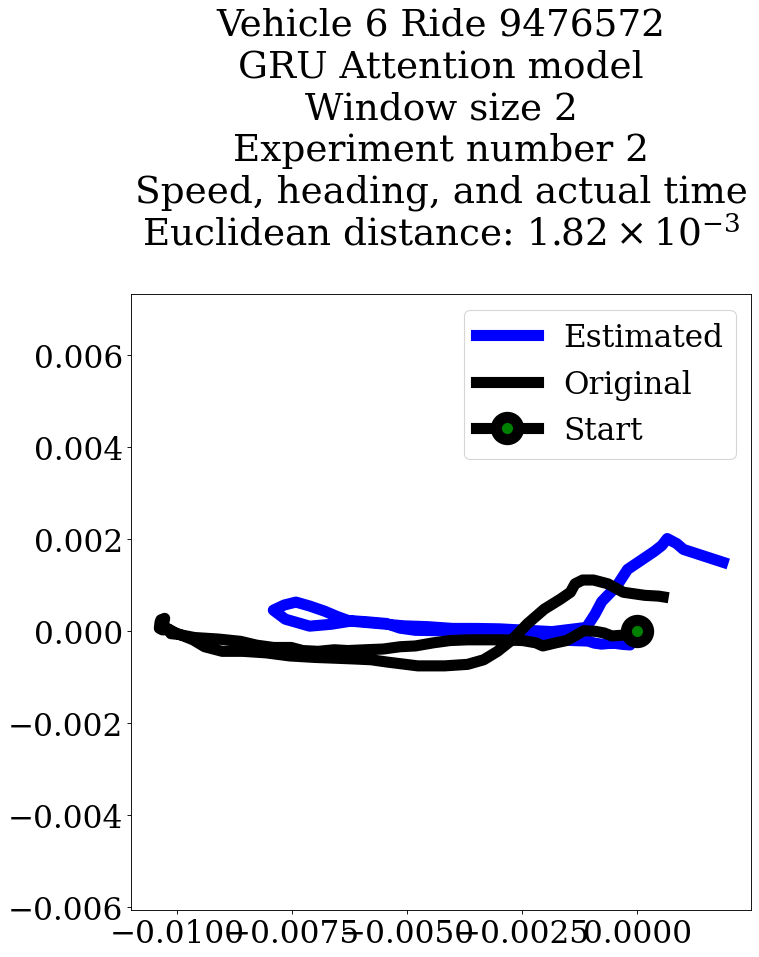 Vehicle 6 Ride 9476572
GRU Attention model
Window size 2
Experiment number 2
Speed, heading, and actual time
Euclidean distance: 1.82 × 10⁻³
Estimated
Original
Start
0.006
0.004
0.002
0.000
−0.002
−0.004
−0.006
−0.0100 −0.0075 −0.0050 −0.0025 0.0000